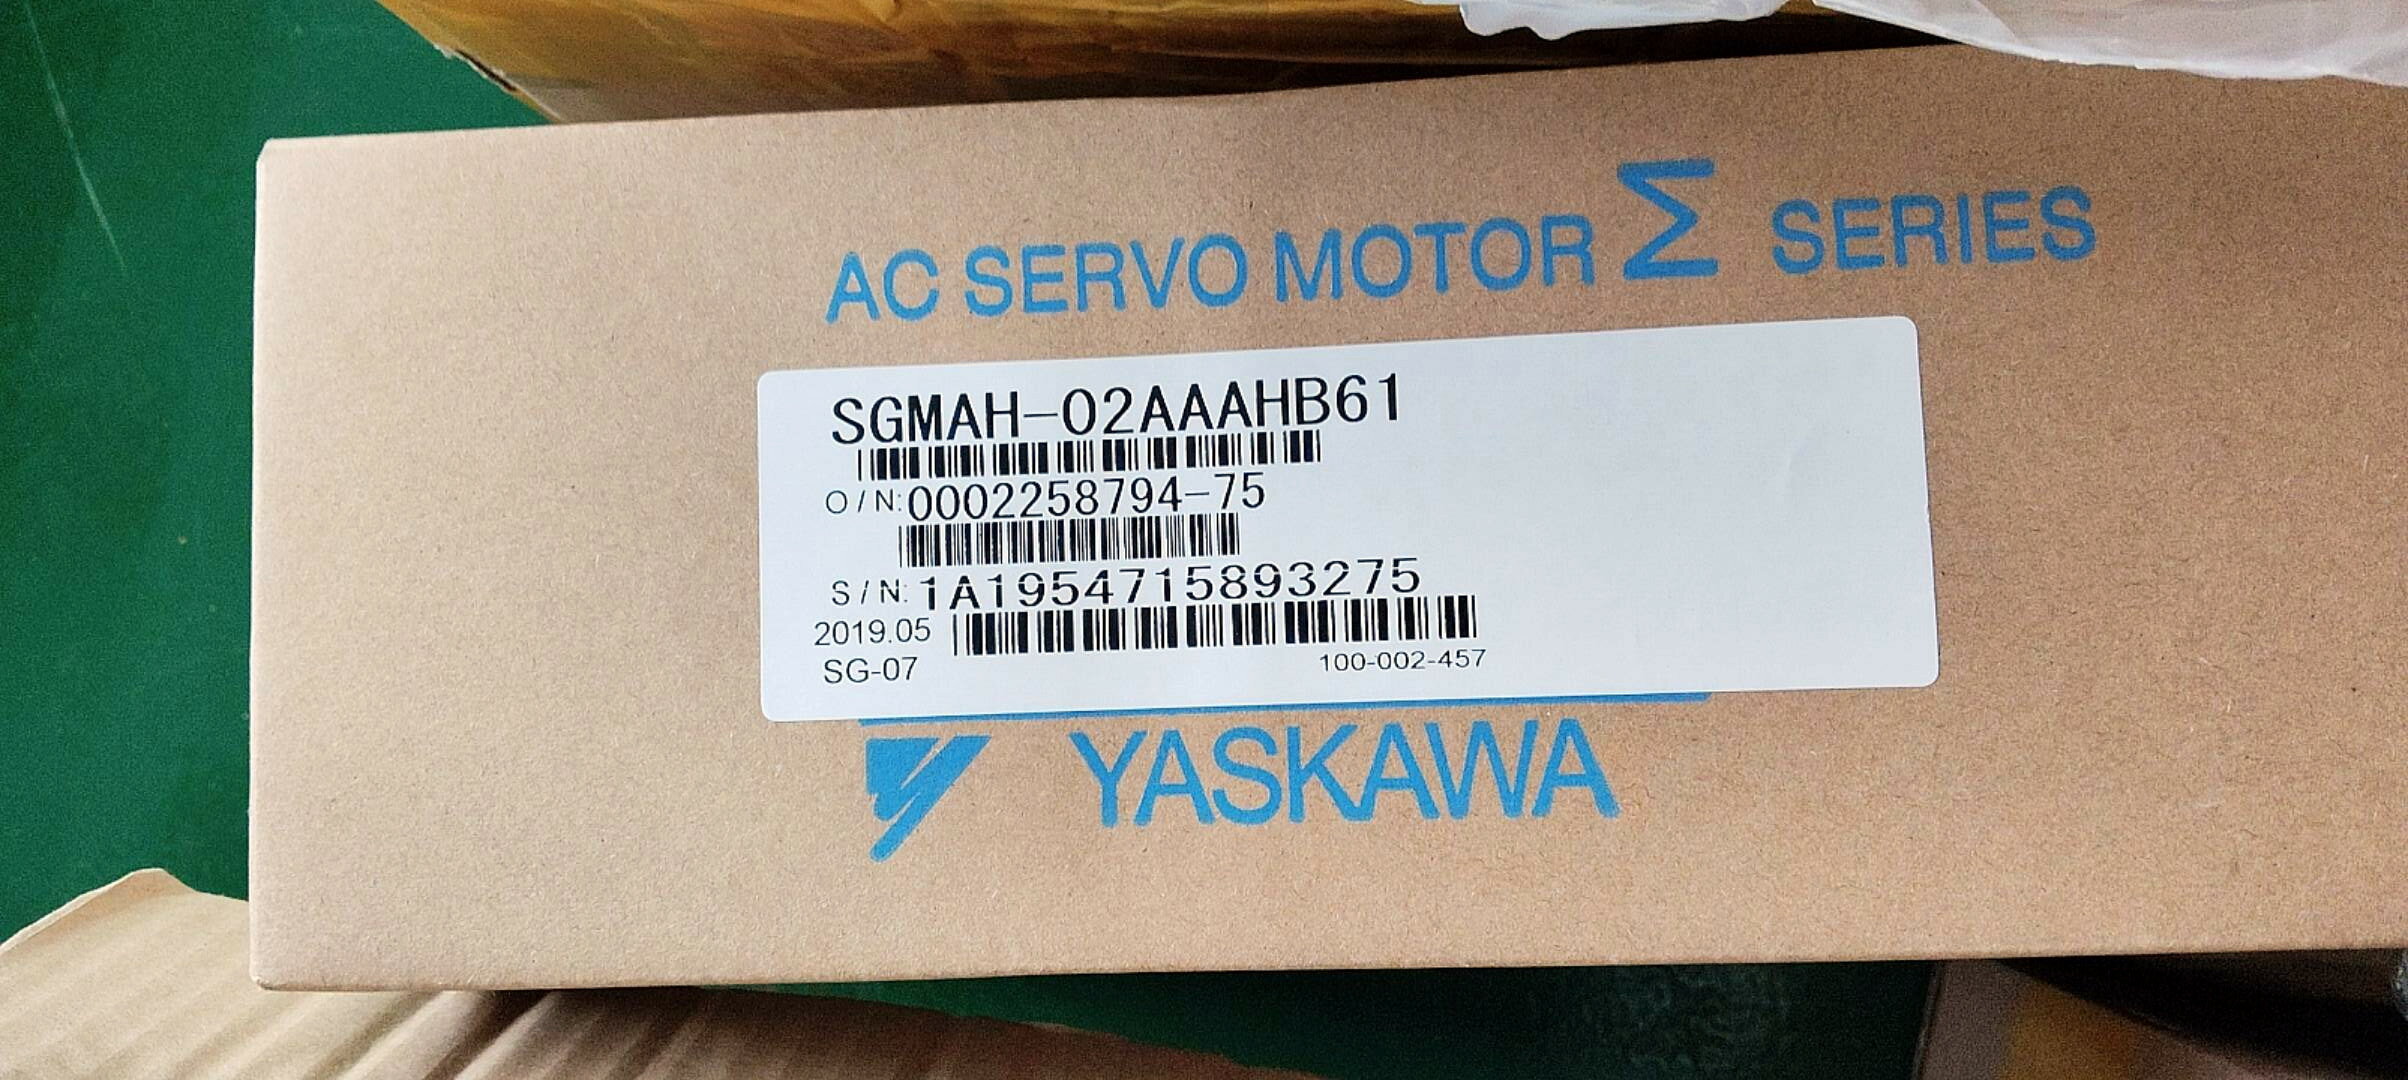 AC SERVO MOTOR Σ SERIES
SGMAH-02AAAHB61
O/N:0002258794-75
S/N:1A1954715893275
2019.05
SG-07 100-002-457
YASKAWA